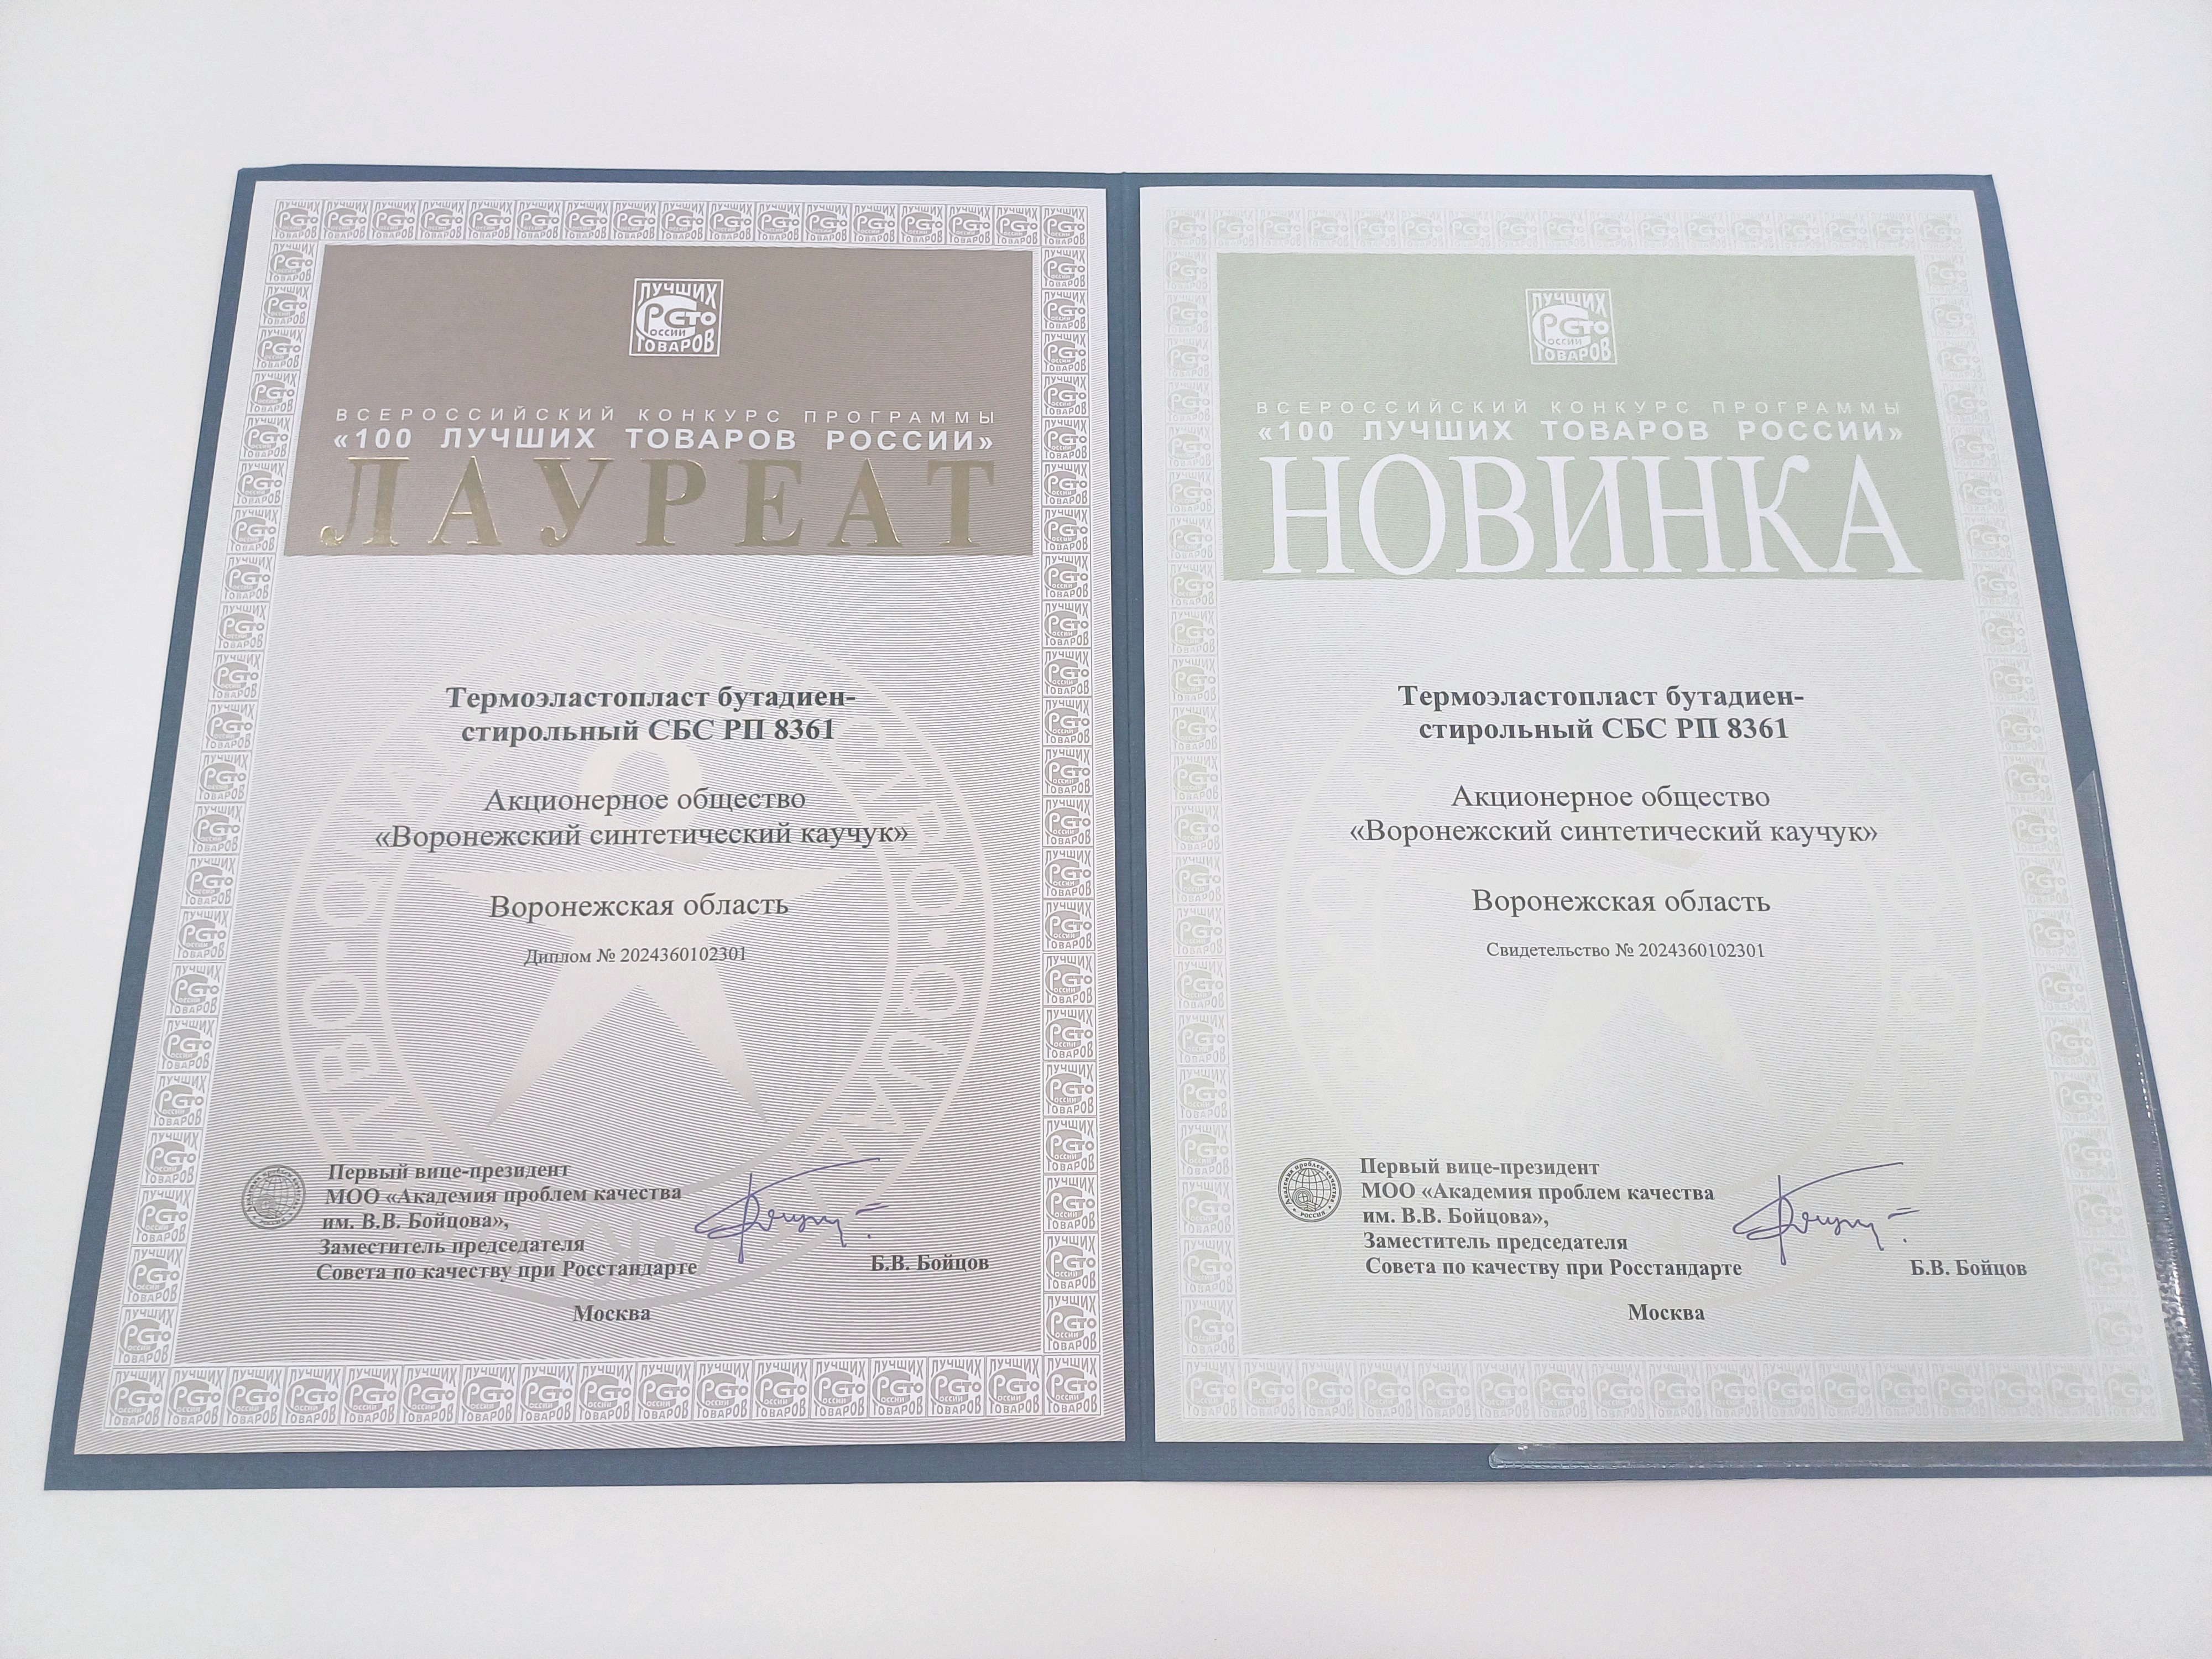 ЛУЧШИХ
РGТО
ОССИИ
ТОВАРОВ
ВСЕРОССИЙСКИЙ КОНКУРС ПРОГРАММЫ
«100 ЛУЧШИХ ТОВАРОВ РОССИИ»
ЛАУРЕАТ
Термоэластопласт бутадиен-
стирольный СБС РП 8361
Акционерное общество
«Воронежский синтетический каучук»
Воронежская область
Диплом № 2024360102301
Первый вице-президент
МОО «Академия проблем качества
им. В.В. Бойцова»,
Заместитель председателя
Совета по качеству при Росстандарте
Б.В. Бойцов
Москва
ЛУЧШИХ
РGТО
ОССИИ
ТОВАРОВ
ВСЕРОССИЙСКИЙ КОНКУРС ПРОГРАММЫ
«100 ЛУЧШИХ ТОВАРОВ РОССИИ»
НОВИНКА
Термоэластопласт бутадиен-
стирольный СБС РП 8361
Акционерное общество
«Воронежский синтетический каучук»
Воронежская область
Свидетельство № 2024360102301
Первый вице-президент
МОО «Академия проблем качества
им. В.В. Бойцова»,
Заместитель председателя
Совета по качеству при Росстандарте
Б.В. Бойцов
Москва